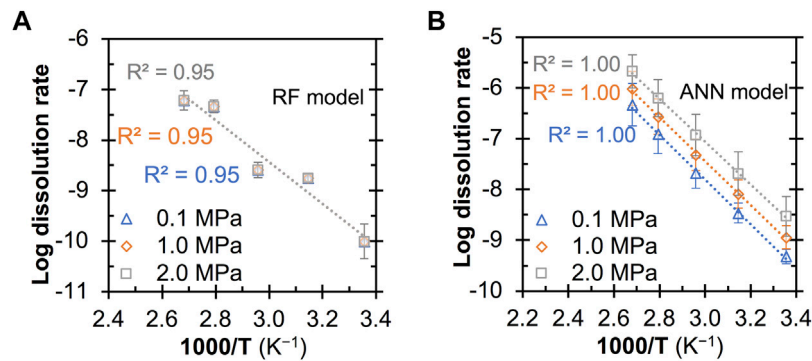 A
Log dissolution rate
-6
-7
-8
-9
-10
-11
R² = 0.95
RF model
R² = 0.95
R² = 0.95
0.1 MPa
1.0 MPa
2.0 MPa
2.4 2.6 2.8 3.0 3.2 3.4
1000/T (K⁻¹)
B
Log dissolution rate
-5
-6
-7
-8
-9
-10
R² = 1.00
R² = 1.00
ANN model
R² = 1.00
0.1 MPa
1.0 MPa
2.0 MPa
2.2 2.4 2.6 2.8 3.0 3.2 3.4
1000/T (K⁻¹)